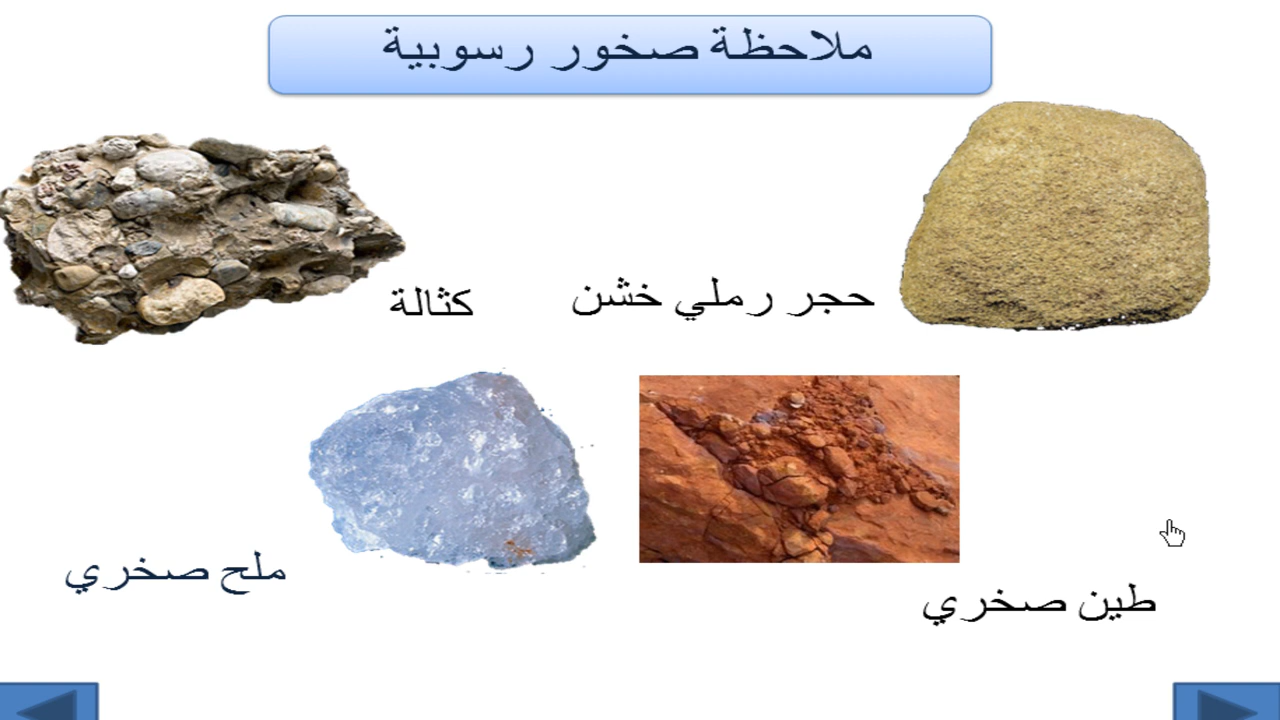 ملاحظة صخور رسوبية
حجر رملي خشن
كثالة
طين صخري
ملح صخري